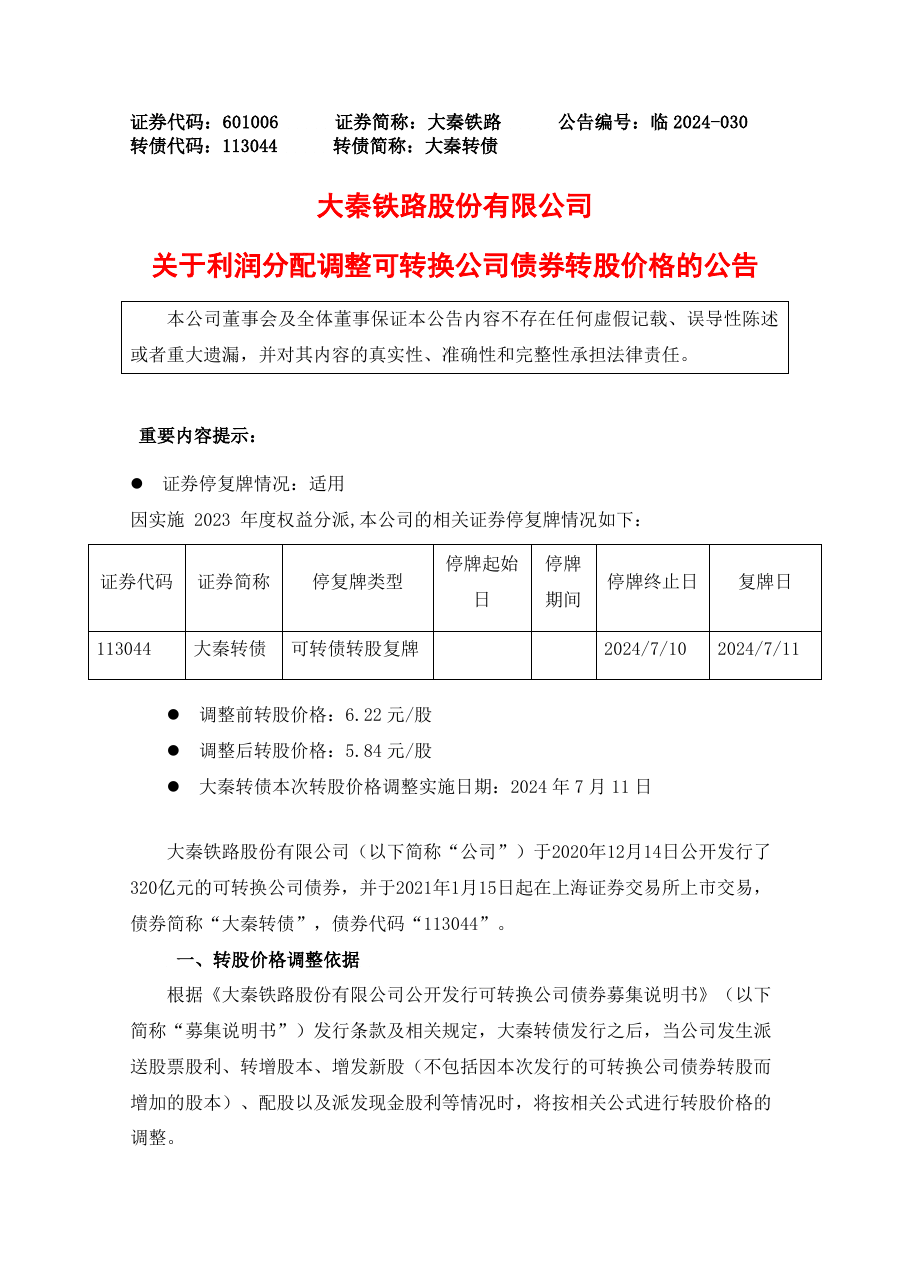 证券代码：601006 证券简称：大秦铁路 公告编号：临 2024-030
转债代码：113044 转债简称：大秦转债
大秦铁路股份有限公司
关于利润分配调整可转换公司债券转股价格的公告
本公司董事会及全体董事保证本公告内容不存在任何虚假记载、误导性陈述
或者重大遗漏，并对其内容的真实性、准确性和完整性承担法律责任。
重要内容提示：
● 证券停复牌情况：适用
因实施 2023 年度权益分派,本公司的相关证券停复牌情况如下：
证券代码 证券简称 停复牌类型 停牌起始日 停牌期间 停牌终止日 复牌日
113044 大秦转债 可转债转股复牌 2024/7/10 2024/7/11
● 调整前转股价格：6.22 元/股
● 调整后转股价格：5.84 元/股
● 大秦转债本次转股价格调整实施日期：2024 年 7 月 11 日
大秦铁路股份有限公司（以下简称“公司”）于2020年12月14日公开发行了
320亿元的可转换公司债券，并于2021年1月15日起在上海证券交易所上市交易，
债券简称“大秦转债”，债券代码“113044”。
一、转股价格调整依据
根据《大秦铁路股份有限公司公开发行可转换公司债券募集说明书》（以下
简称“募集说明书”）发行条款及相关规定，大秦转债发行之后，当公司发生派
送股票股利、转增股本、增发新股（不包括因本次发行的可转换公司债券转股而
增加的股本）、配股以及派发现金股利等情况时，将按相关公式进行转股价格的
调整。